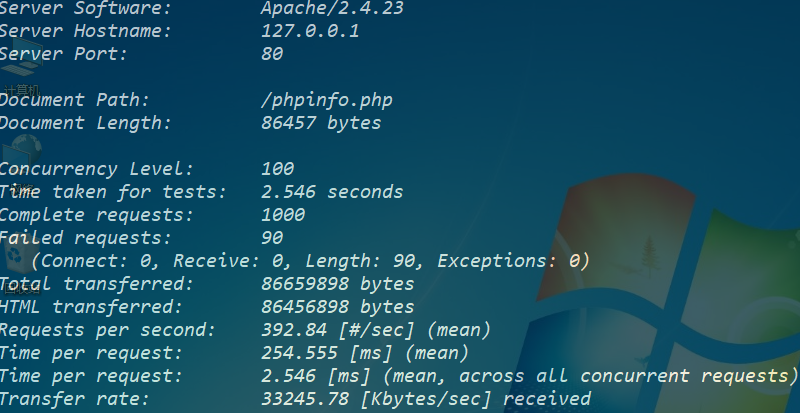 Server Software: Apache/2.4.23
Server Hostname: 127.0.0.1
Server Port: 80
计算机
Document Path: /phpinfo.php
Document Length: 86457 bytes
Concurrency Level: 100
Time taken for tests: 2.546 seconds
Complete requests: 1000
Failed requests: 90
(Connect: 0, Receive: 0, Length: 90, Exceptions: 0)
Total transferred: 86659898 bytes
HTML transferred: 86456898 bytes
Requests per second: 392.84 [#/sec] (mean)
Time per request: 254.555 [ms] (mean)
Time per request: 2.546 [ms] (mean, across all concurrent requests)
Transfer rate: 33245.78 [Kbytes/sec] received